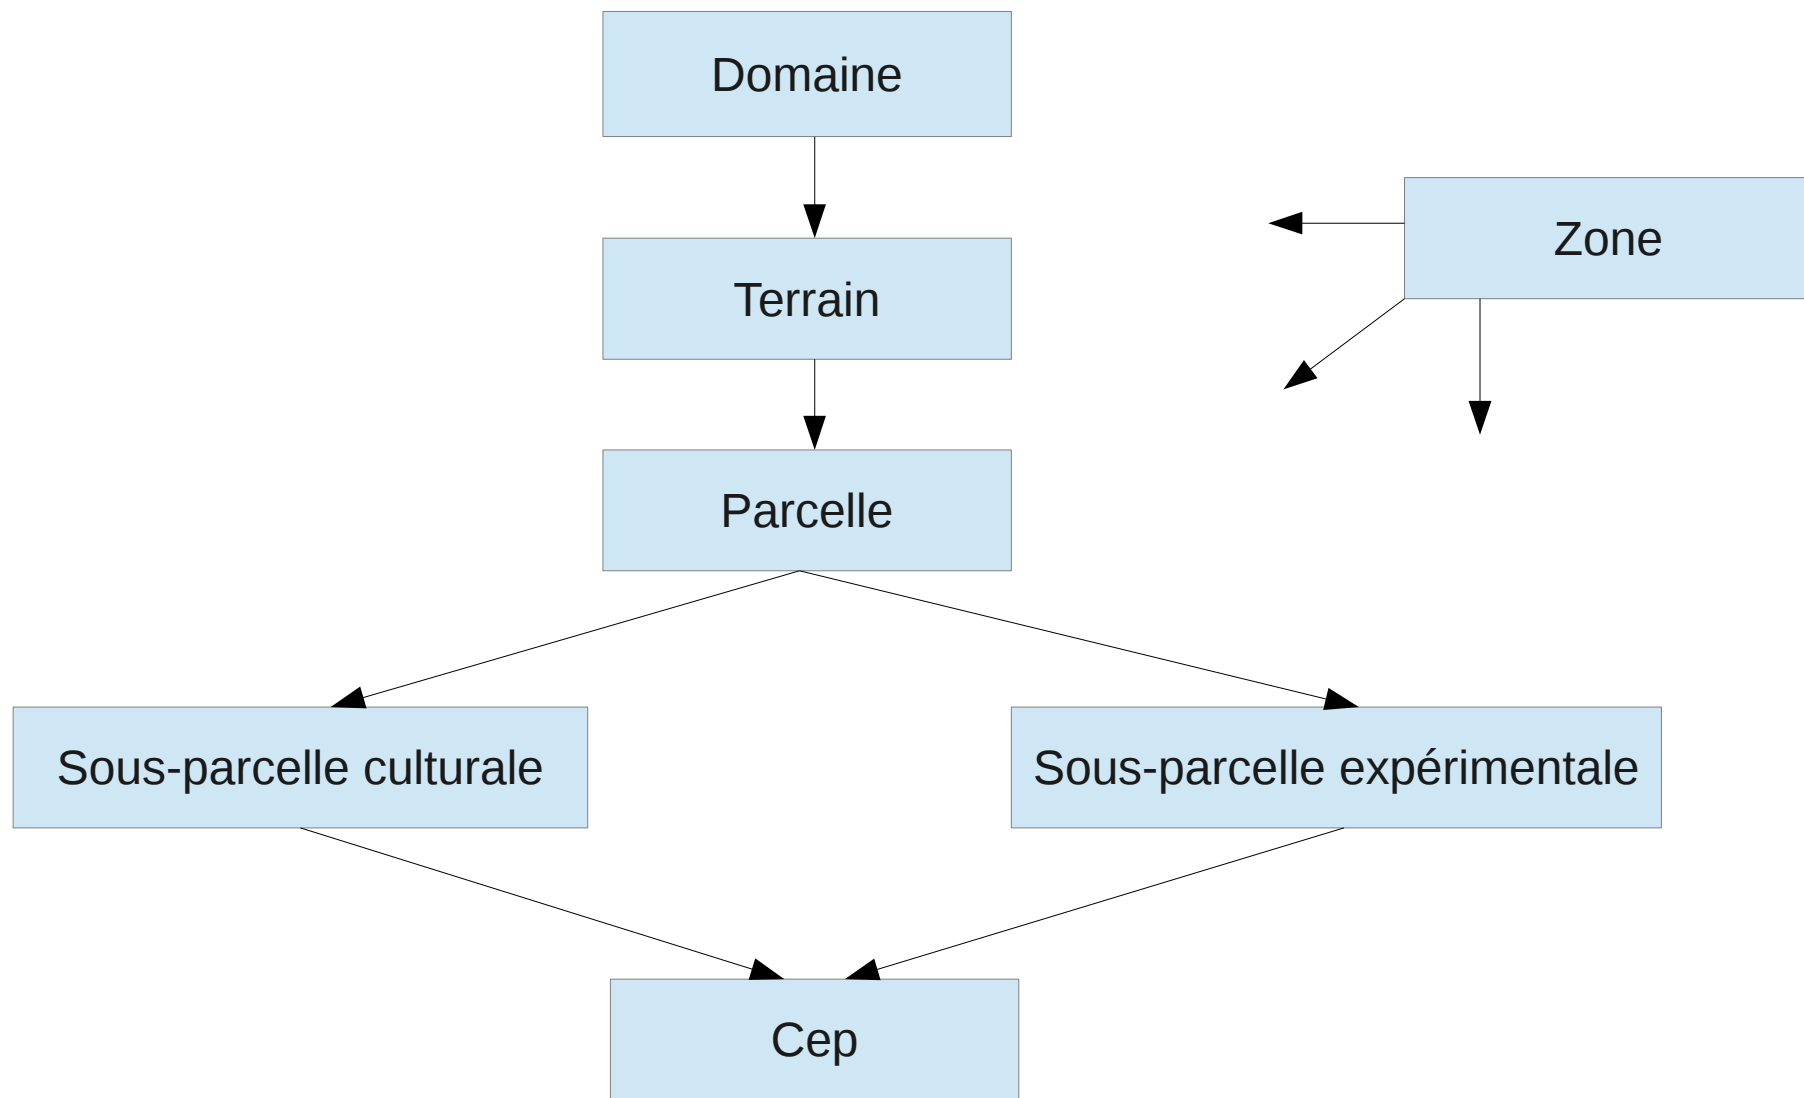 Domaine
Zone
Terrain
Parcelle
Sous-parcelle culturale
Sous-parcelle expérimentale
Cep